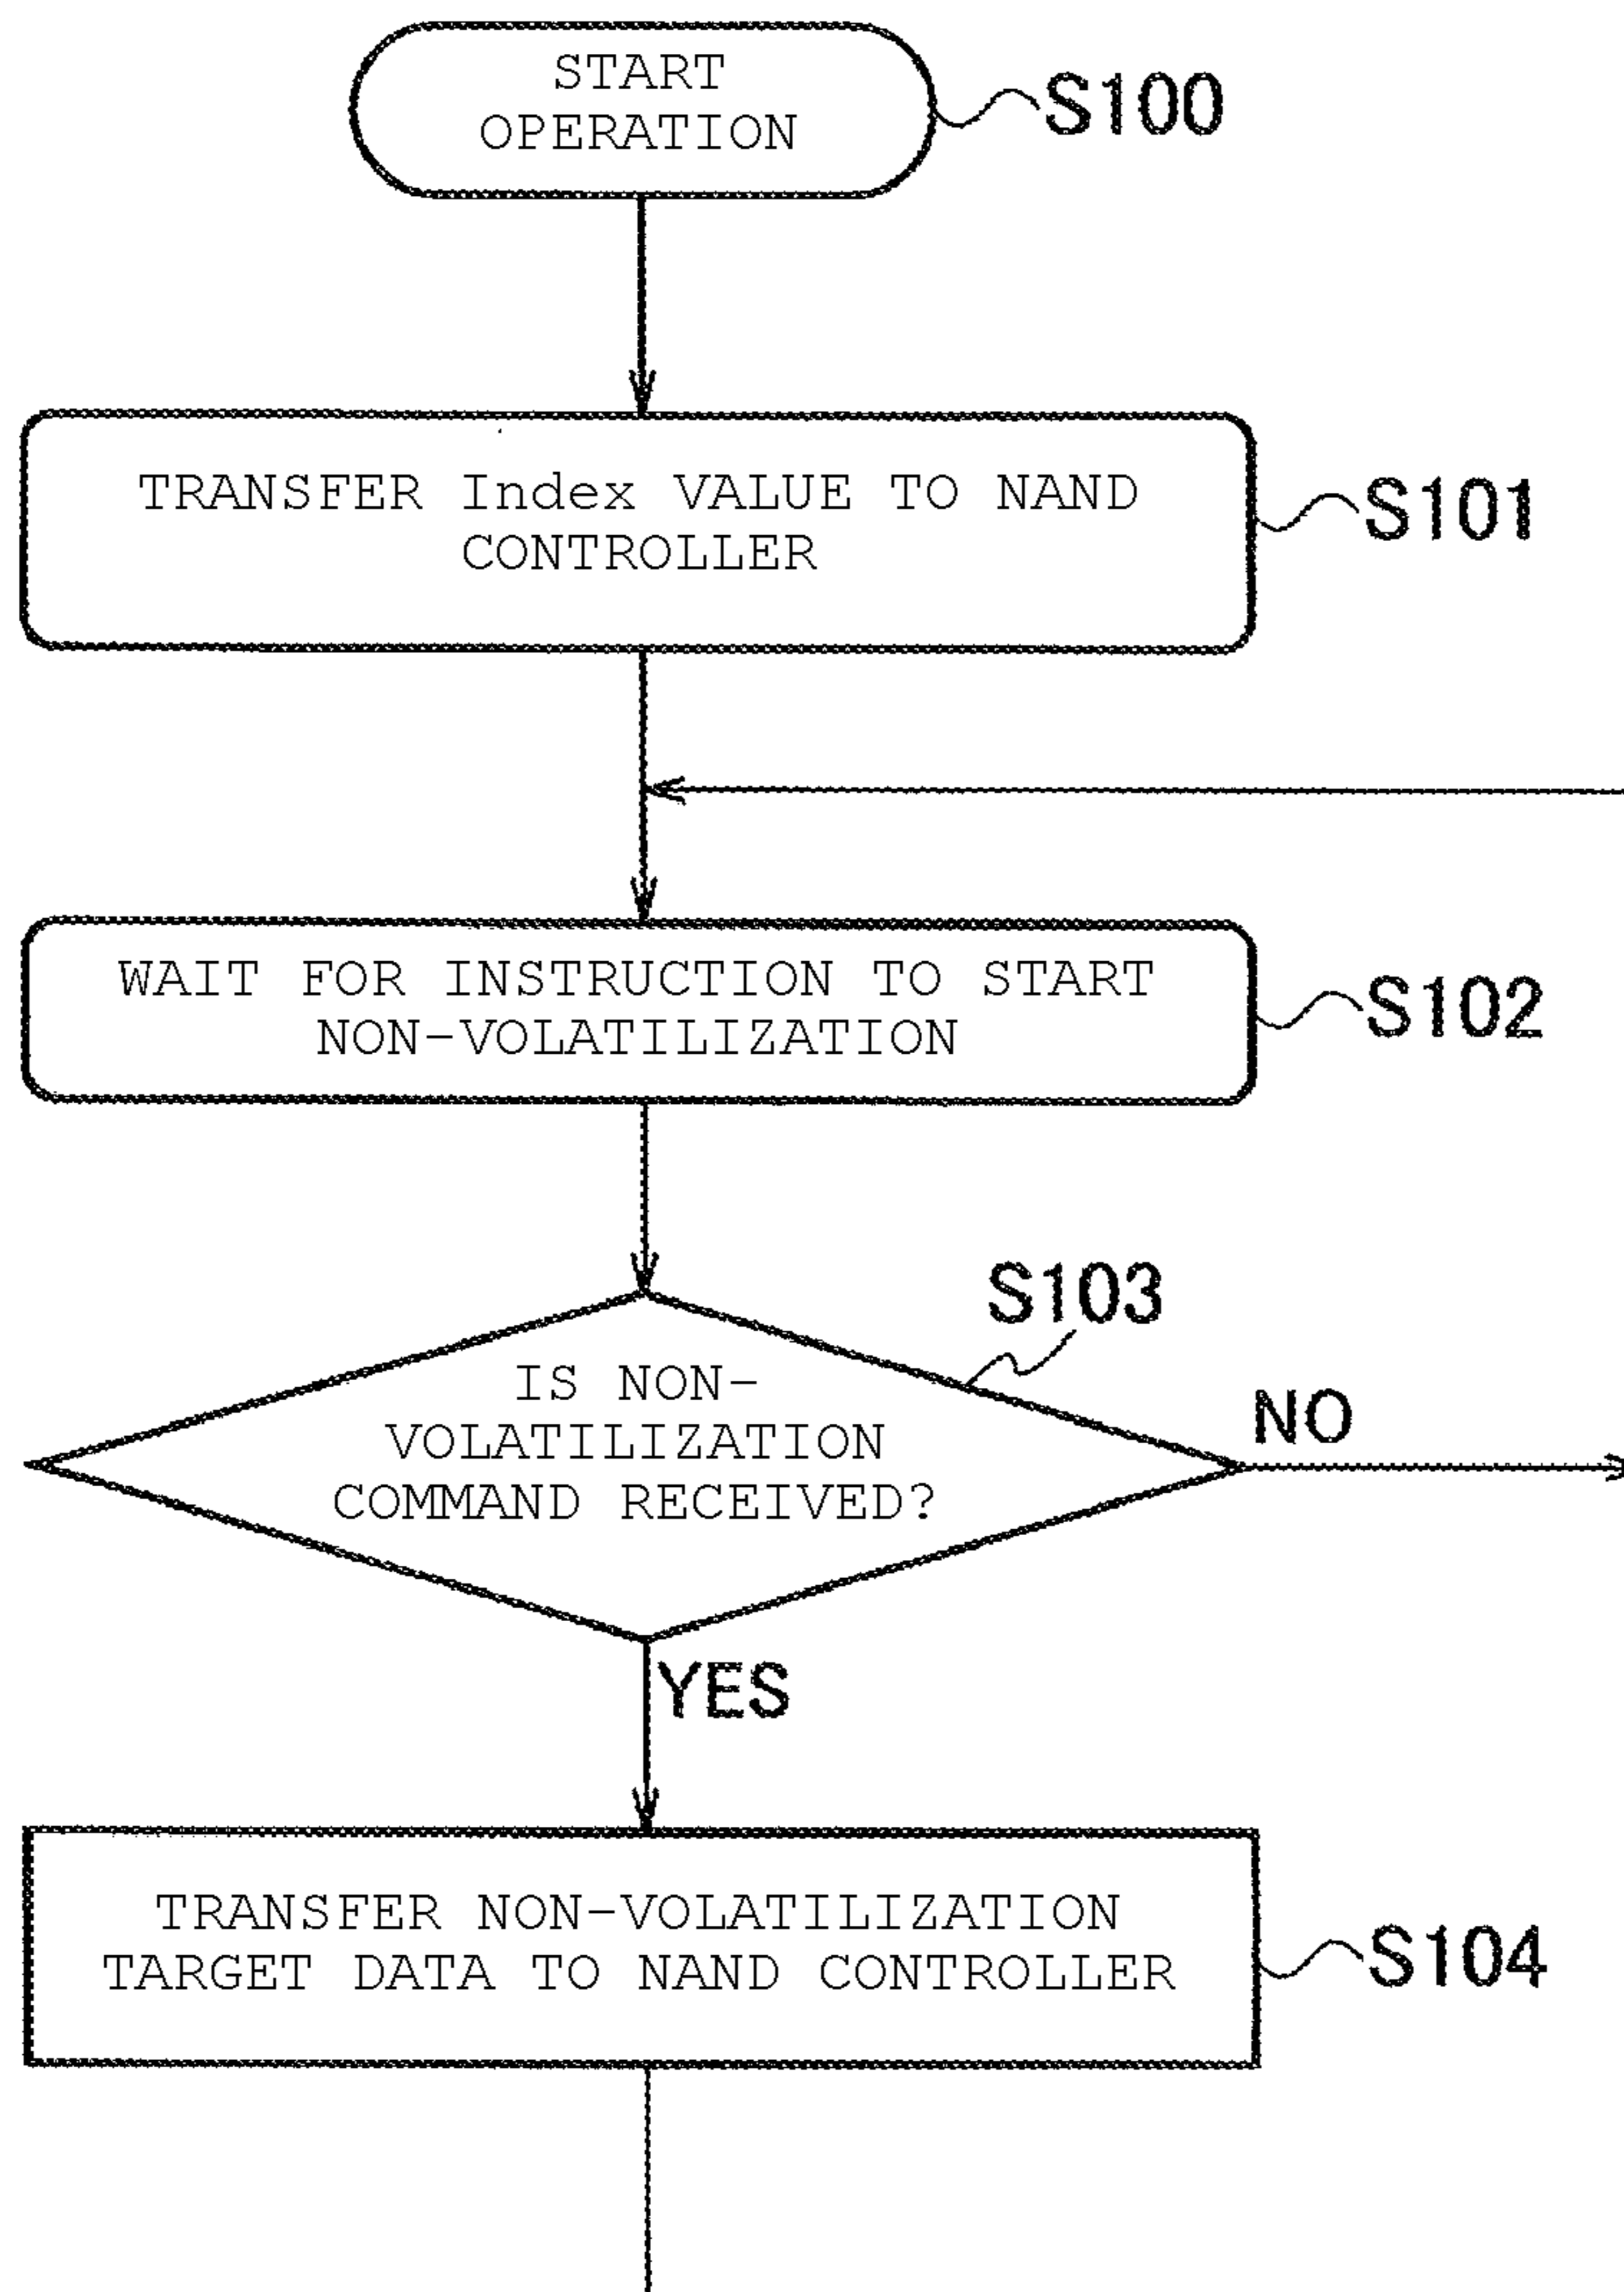 START
OPERATION
S100
TRANSFER Index VALUE TO NAND
CONTROLLER
S101
WAIT FOR INSTRUCTION TO START
NON-VOLATILIZATION
S102
S103
IS NON-
VOLATILIZATION
COMMAND RECEIVED?
NO
YES
TRANSFER NON-VOLATILIZATION
TARGET DATA TO NAND CONTROLLER
S104